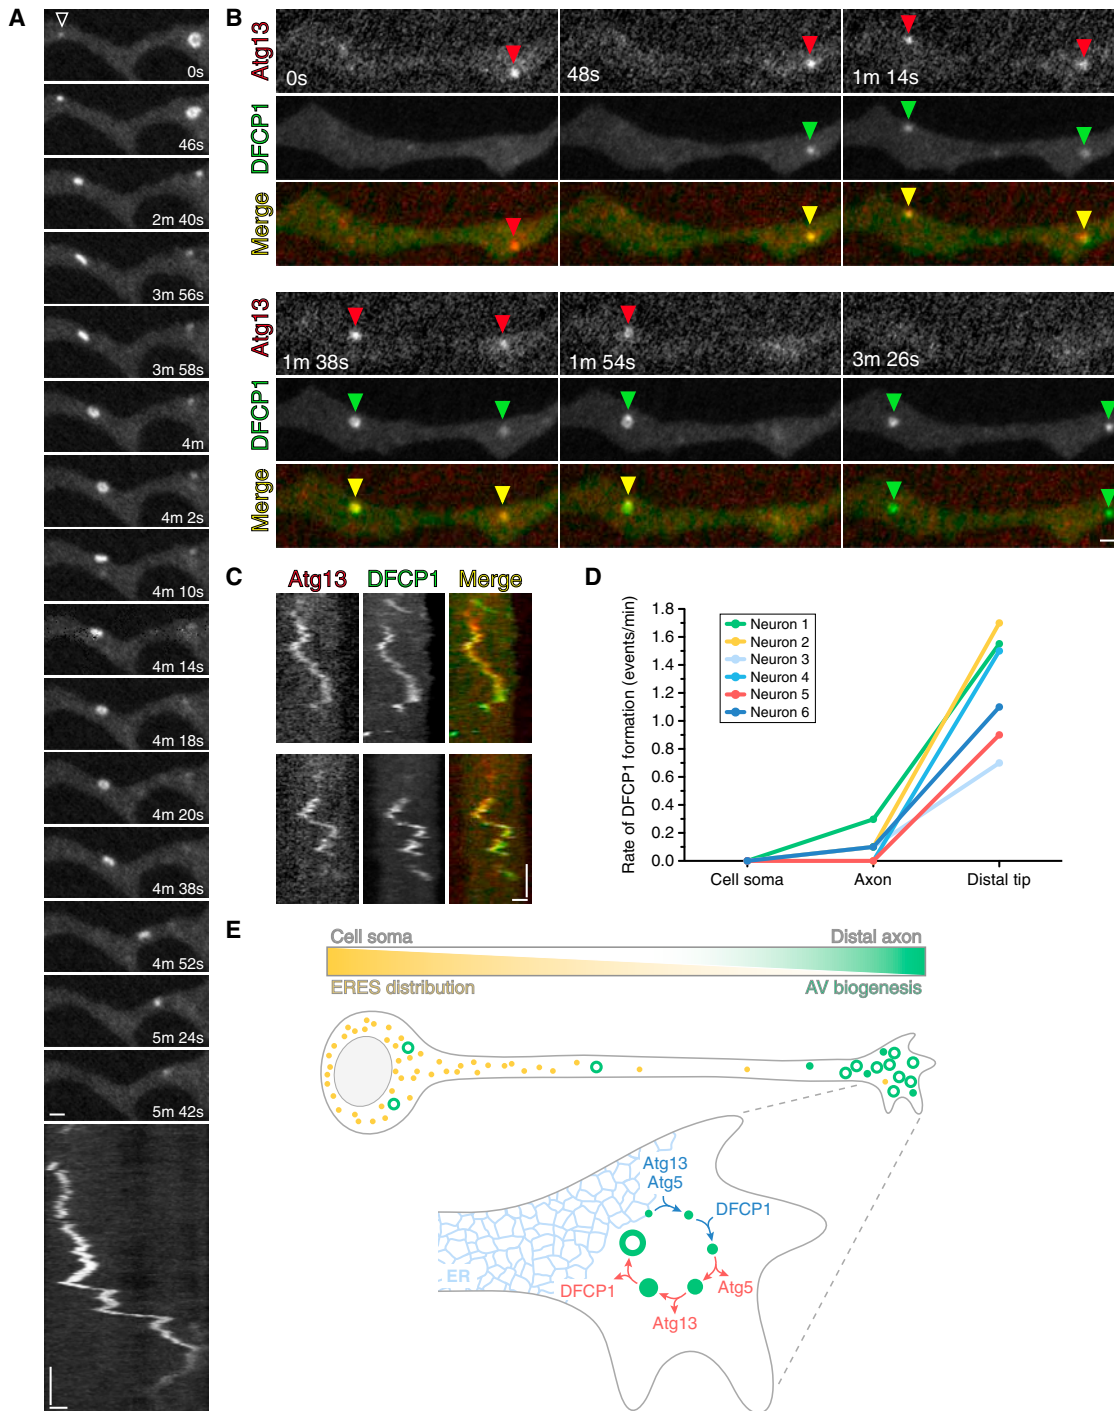 A
0s
46s
2m 40s
3m 56s
3m 58s
4m
4m 2s
4m 10s
4m 14s
4m 18s
4m 20s
4m 38s
4m 52s
5m 24s
5m 42s
B
Atg13
0s
48s
1m 14s
DFCP1
Merge
Atg13
1m 38s
1m 54s
3m 26s
DFCP1
Merge
C
Atg13 DFCP1 Merge
D
Rate of DFCP1 formation (events/min)
1.8
1.6
1.4
1.2
1.0
0.8
0.6
0.4
0.2
0.0
Neuron 1
Neuron 2
Neuron 3
Neuron 4
Neuron 5
Neuron 6
Cell soma Axon Distal tip
E
Cell soma Distal axon
ERES distribution AV biogenesis
Atg13
Atg5
DFCP1
ER
DFCP1
Atg5
Atg13